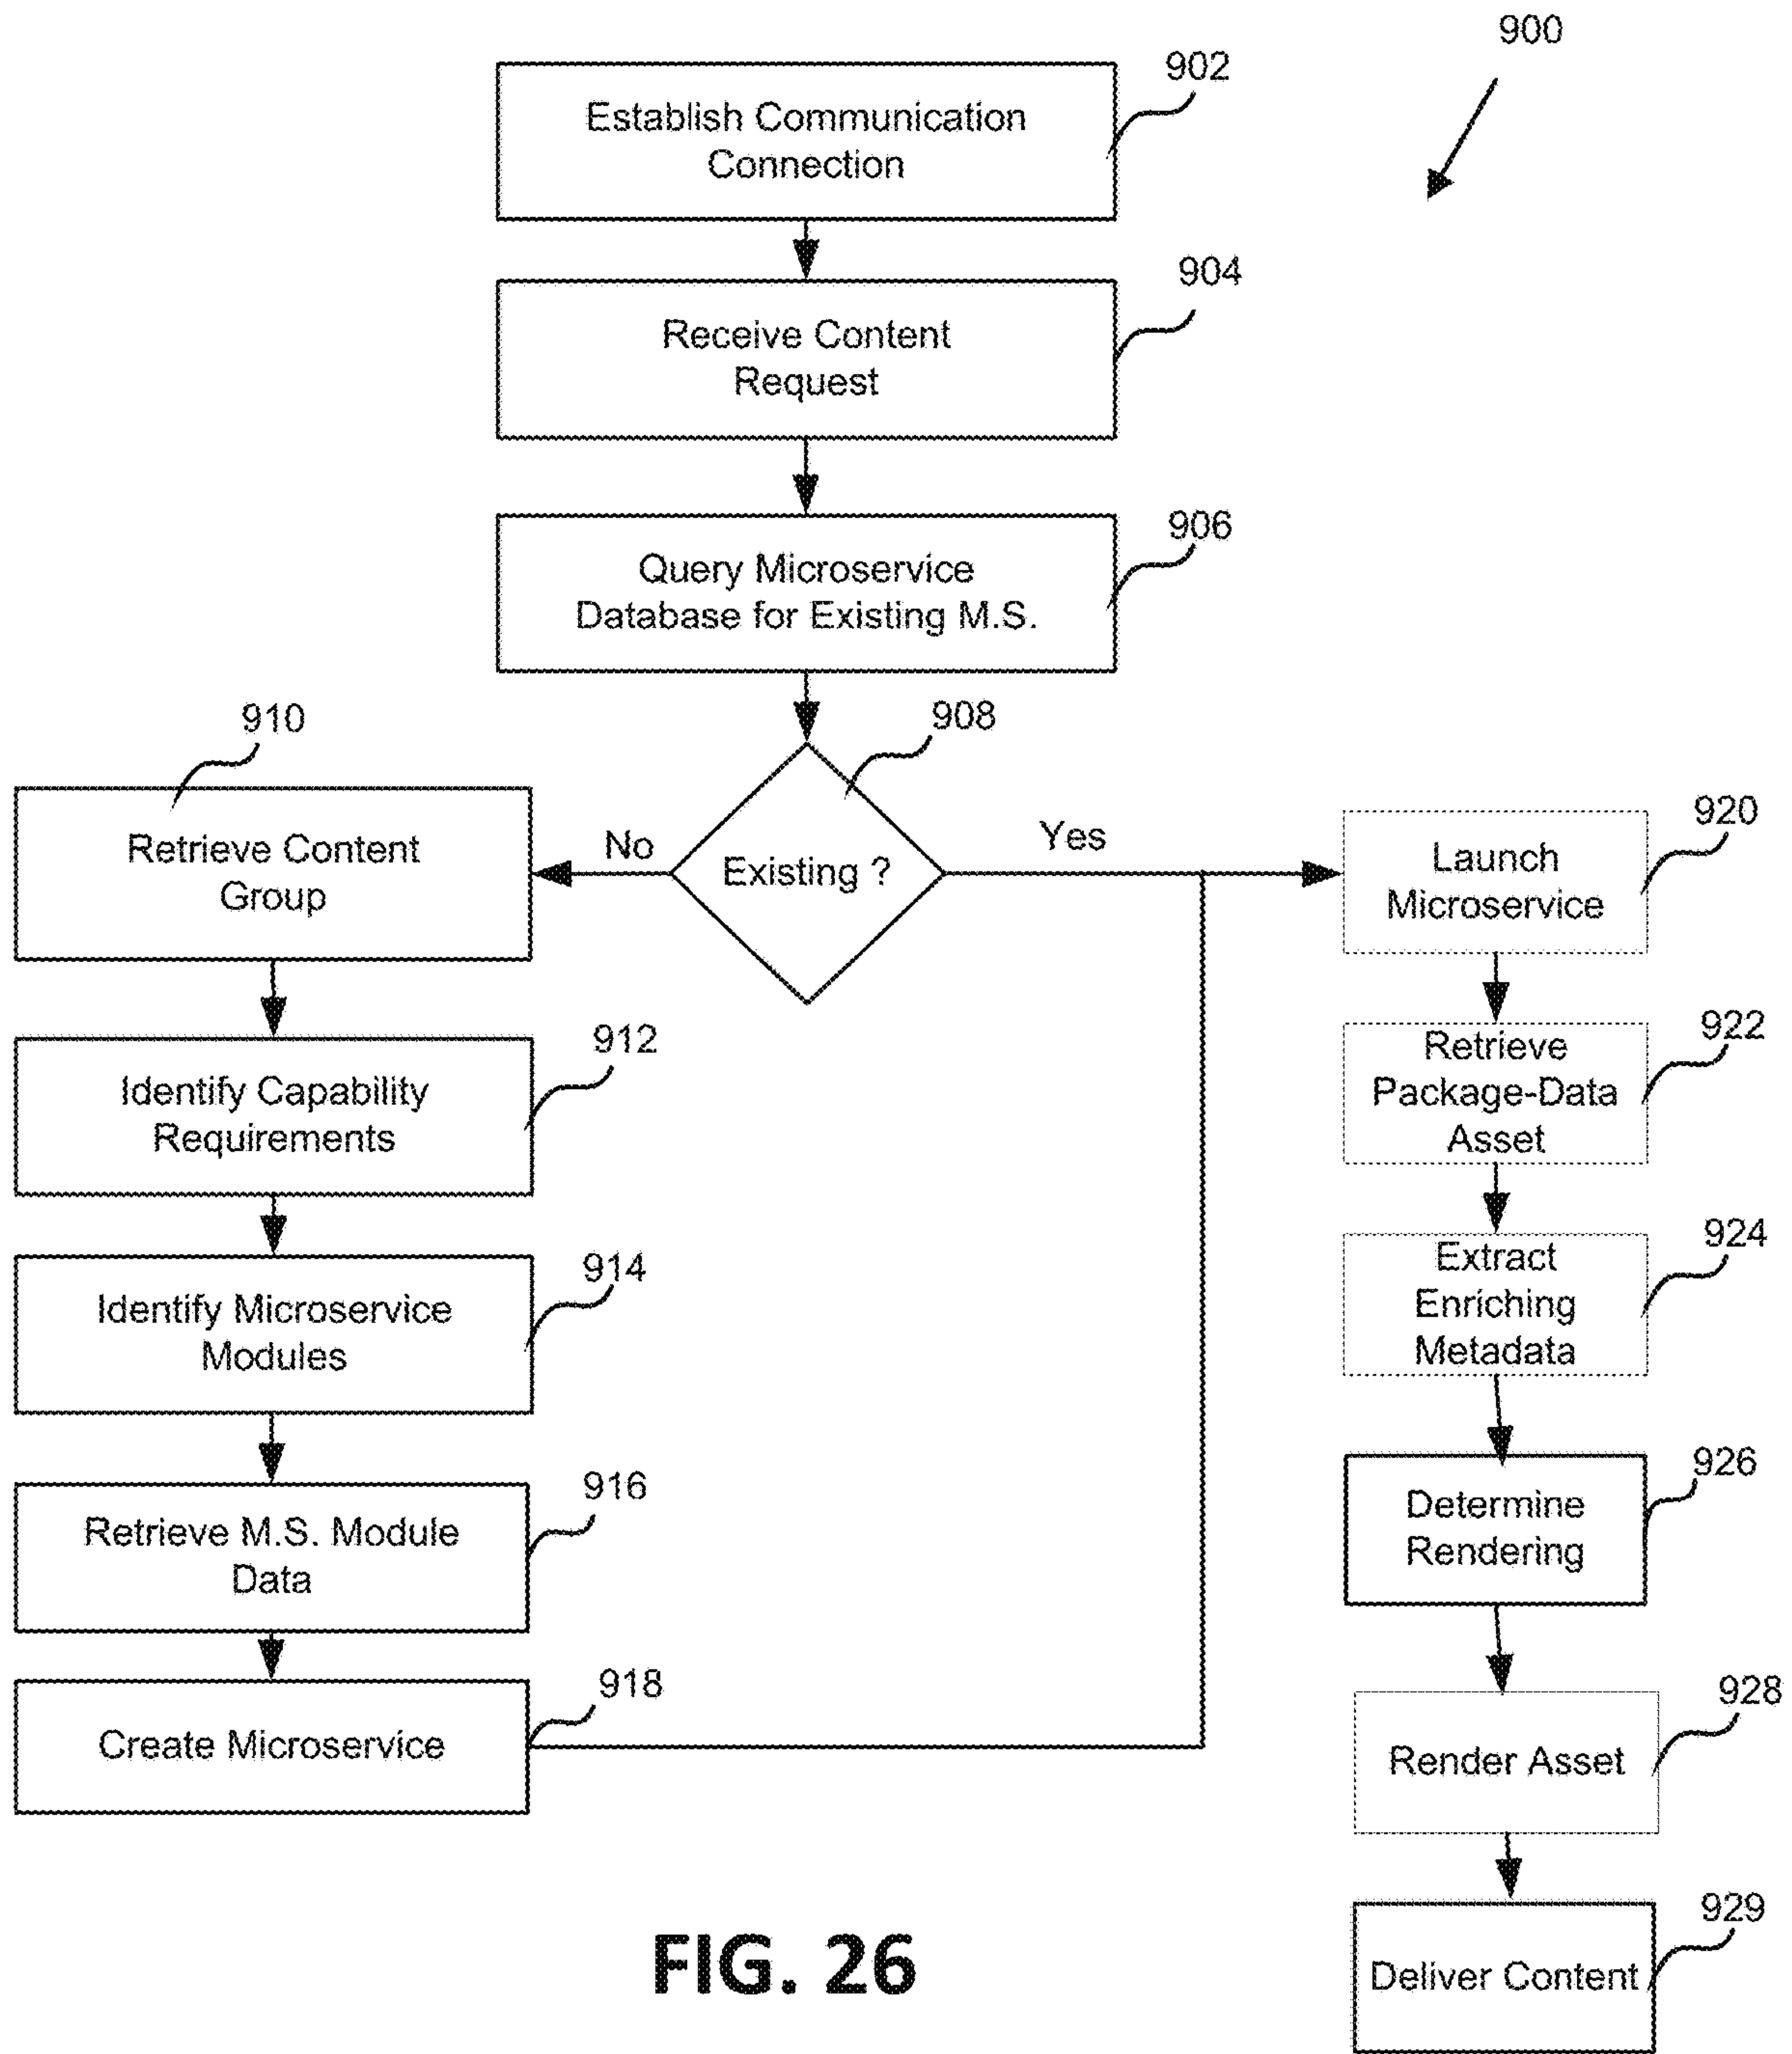 900
902
Establish Communication
Connection
904
Receive Content
Request
906
Query Microservice
Database for Existing M.S.
908
Existing ?
No
Yes
910
Retrieve Content
Group
912
Identify Capability
Requirements
914
Identify Microservice
Modules
916
Retrieve M.S. Module
Data
918
Create Microservice
920
Launch
Microservice
922
Retrieve
Package-Data
Asset
924
Extract
Enriching
Metadata
926
Determine
Rendering
928
Render Asset
929
Deliver Content
FIG. 26